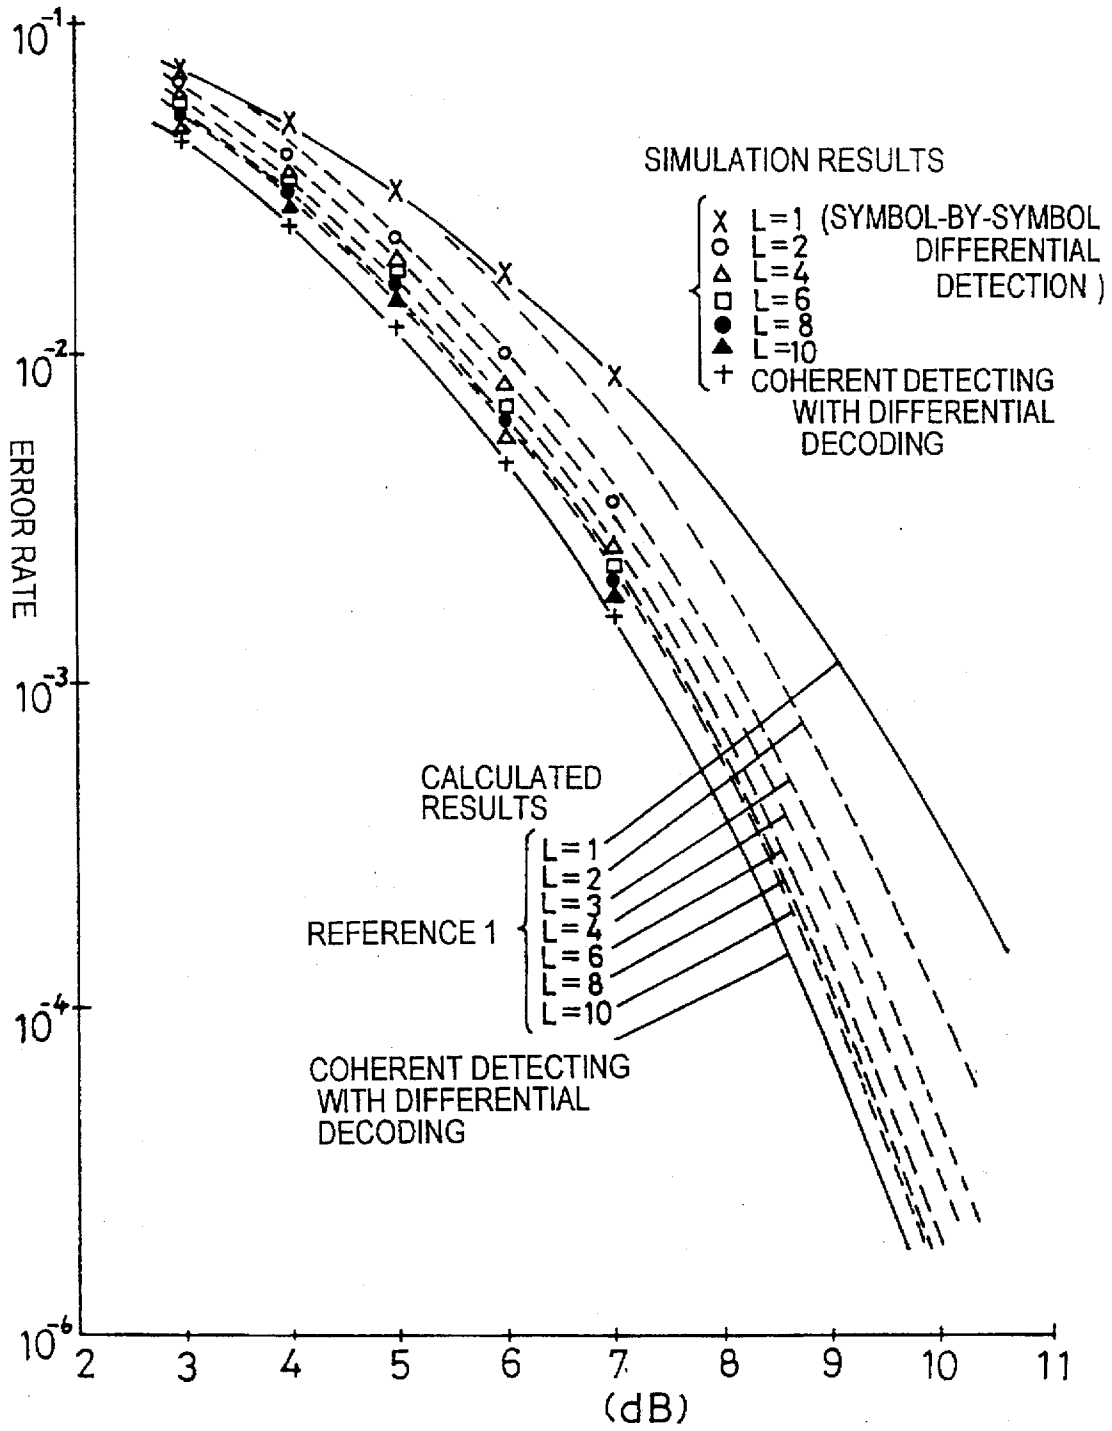 10⁻¹
SIMULATION RESULTS
L=1 (SYMBOL-BY-SYMBOL
L=2 DIFFERENTIAL
L=4 DETECTION )
L=6
L=8
L=10
COHERENT DETECTING
WITH DIFFERENTIAL
DECODING
10⁻²
ERROR RATE
10⁻³
CALCULATED
RESULTS
L=1
L=2
L=3
REFERENCE 1
L=4
L=6
L=8
L=10
10⁻⁴
COHERENT DETECTING
WITH DIFFERENTIAL
DECODING
10⁻⁶
2 3 4 5 6 7 8 9 10 11
(dB)